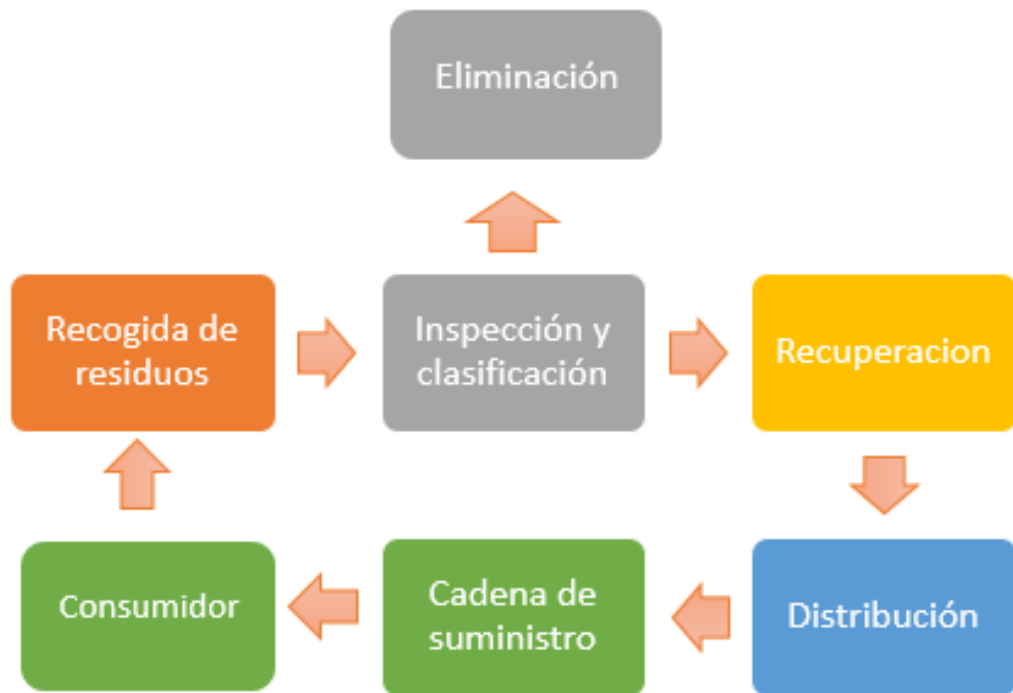 Eliminación
Recogida de
residuos
Inspección y
clasificación
Recuperacion
Consumidor
Cadena de
suministro
Distribución